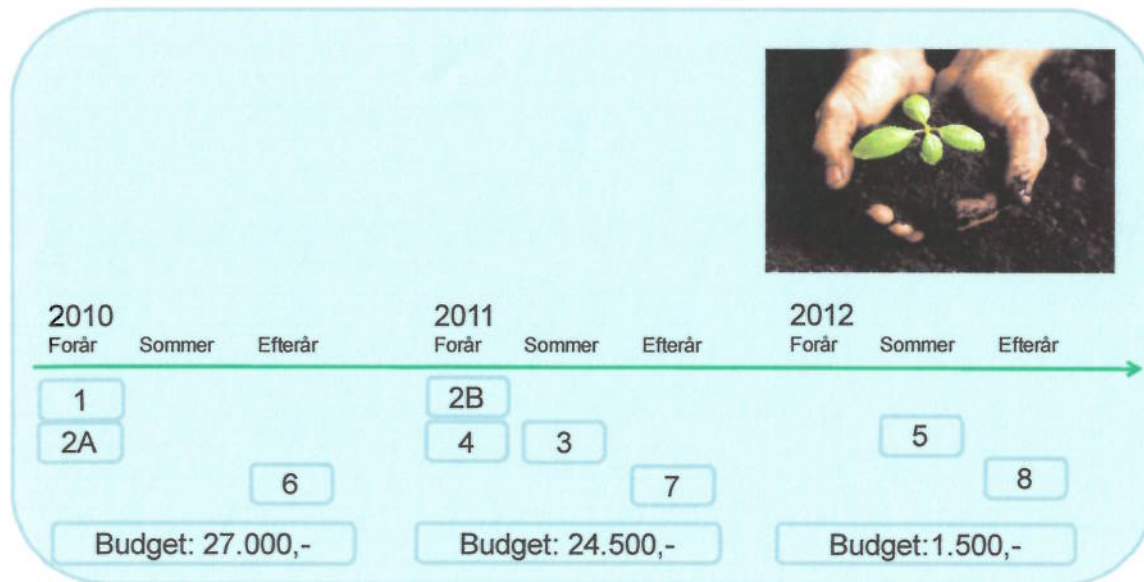 2010 2011 2012
Forår Sommer Efterår Forår Sommer Efterår Forår Sommer Efterår
1 2B
2A 4 3 5
6 7 8
Budget: 27.000,- Budget: 24.500,- Budget:1.500,-